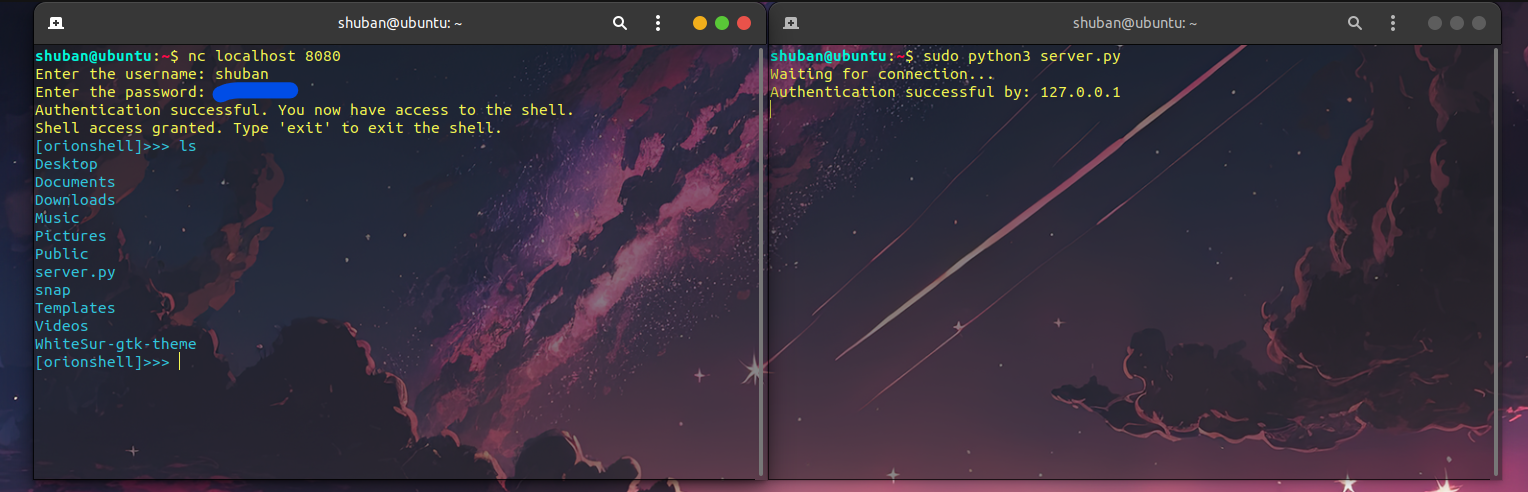 shuban@ubuntu: ~
shuban@ubuntu:~$ nc localhost 8080
Enter the username: shuban
Enter the password:
Authentication successful. You now have access to the shell.
Shell access granted. Type 'exit' to exit the shell.
[orionshell]>>> ls
Desktop
Documents
Downloads
Music
Pictures
Public
server.py
snap
Templates
Videos
WhiteSur-gtk-theme
[orionshell]>>>
shuban@ubuntu: ~
shuban@ubuntu:~$ sudo python3 server.py
Waiting for connection...
Authentication successful by: 127.0.0.1